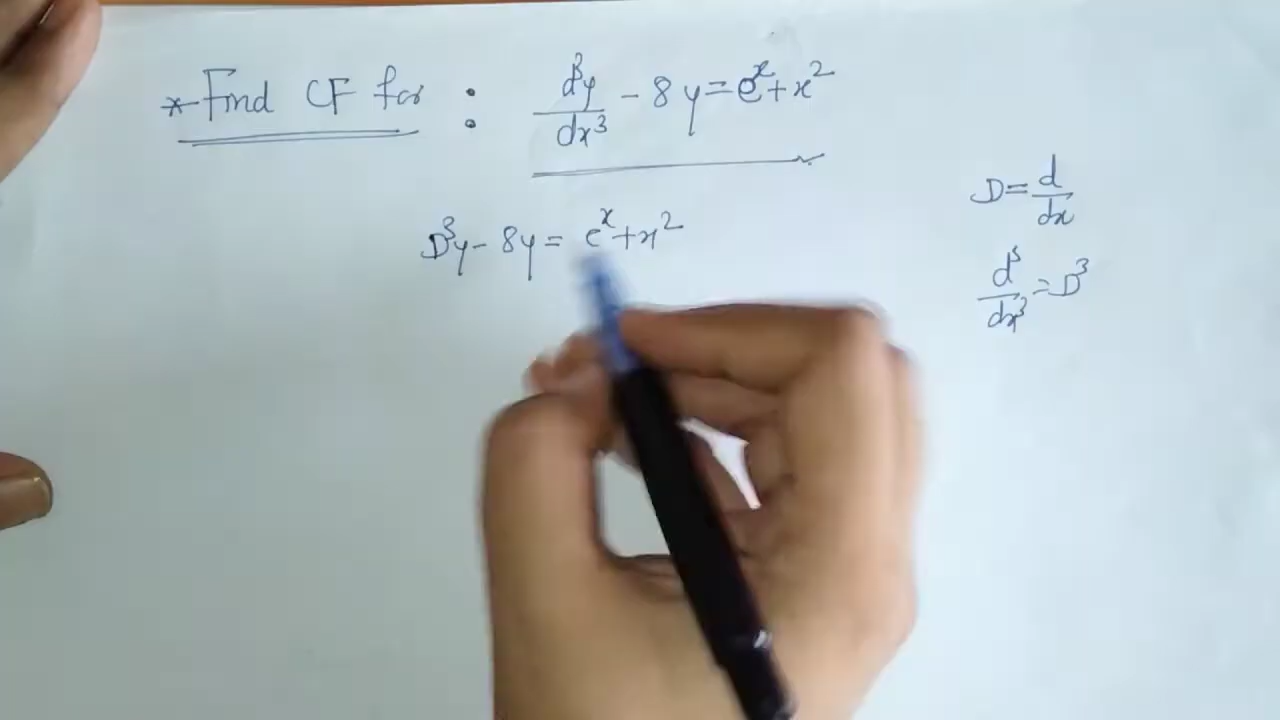 *Find CF for : d³y/dx³ - 8y = eˣ + x²
D³y - 8y = eˣ + x²
D = d/dx
d³/dx³ = D³